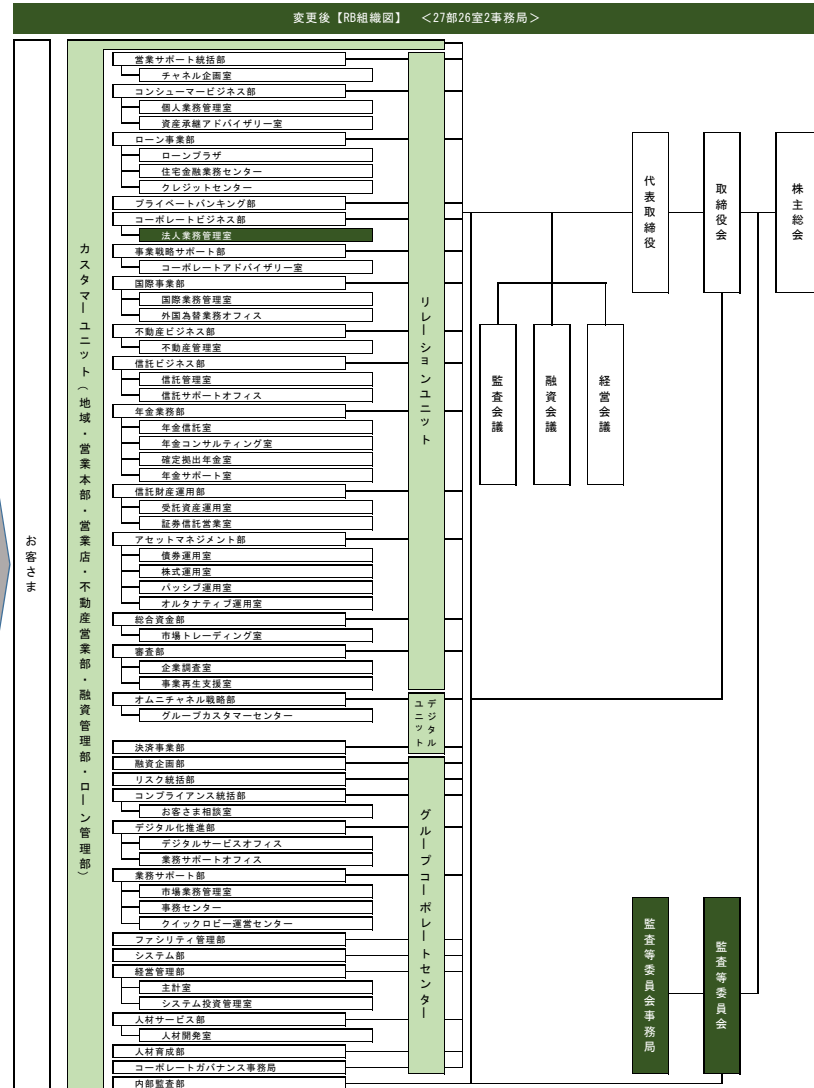 変更後【RB組織図】　＜27部26室2事務局＞
お客さま
カスタマーユニット（地域・営業本部・営業店・不動産営業部・融資管理部・ローン管理部）
営業サポート統括部
チャネル企画室
コンシューマービジネス部
個人業務管理室
資産承継アドバイザリー室
ローン事業部
ローンプラザ
住宅金融業務センター
クレジットセンター
プライベートバンキング部
コーポレートビジネス部
法人業務管理室
事業戦略サポート部
コーポレートアドバイザリー室
国際事業部
国際業務管理室
外国為替業務オフィス
不動産ビジネス部
不動産管理室
信託ビジネス部
信託管理室
信託サポートオフィス
年金業務部
年金信託室
年金コンサルティング室
確定拠出年金室
年金サポート室
信託財産運用部
受託資産運用室
証券信託営業室
アセットマネジメント部
債券運用室
株式運用室
パッシブ運用室
オルタナティブ運用室
総合資金部
市場トレーディング室
審査部
企業調査室
事業再生支援室
オムニチャネル戦略部
グループカスタマーセンター
決済事業部
融資企画部
リスク統括部
コンプライアンス統括部
お客さま相談室
デジタル化推進部
デジタルサービスオフィス
業務サポートオフィス
業務サポート部
市場業務管理室
事務センター
クイックロビー運営センター
ファシリティ管理部
システム部
経営管理部
主計室
システム投資管理室
人材サービス部
人材開発室
人材育成部
コーポレートガバナンス事務局
内部監査部
リレーションユニット
デジタル
ユニット
グループコーポレートセンター
監査会議
融資会議
経営会議
代表取締役
取締役会
株主総会
監査等委員会事務局
監査等委員会